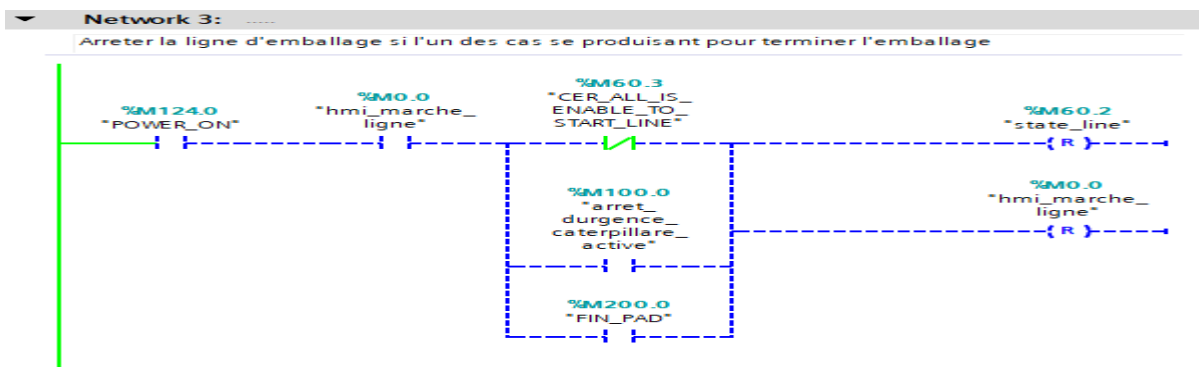 Network 3: .....
Arreter la ligne d'emballage si l'un des cas se produisant pour terminer l'emballage
%M124.0
"POWER_ON"
%M0.0
"hmi_marche_
ligne"
%M60.3
"CER_ALL_IS_
ENABLE_TO_
START_LINE"
%M60.2
"state_line"
R
%M100.0
"arret_
durgence_
caterpillare_
active"
%M0.0
"hmi_marche_
ligne"
R
%M200.0
"FIN_PAD"